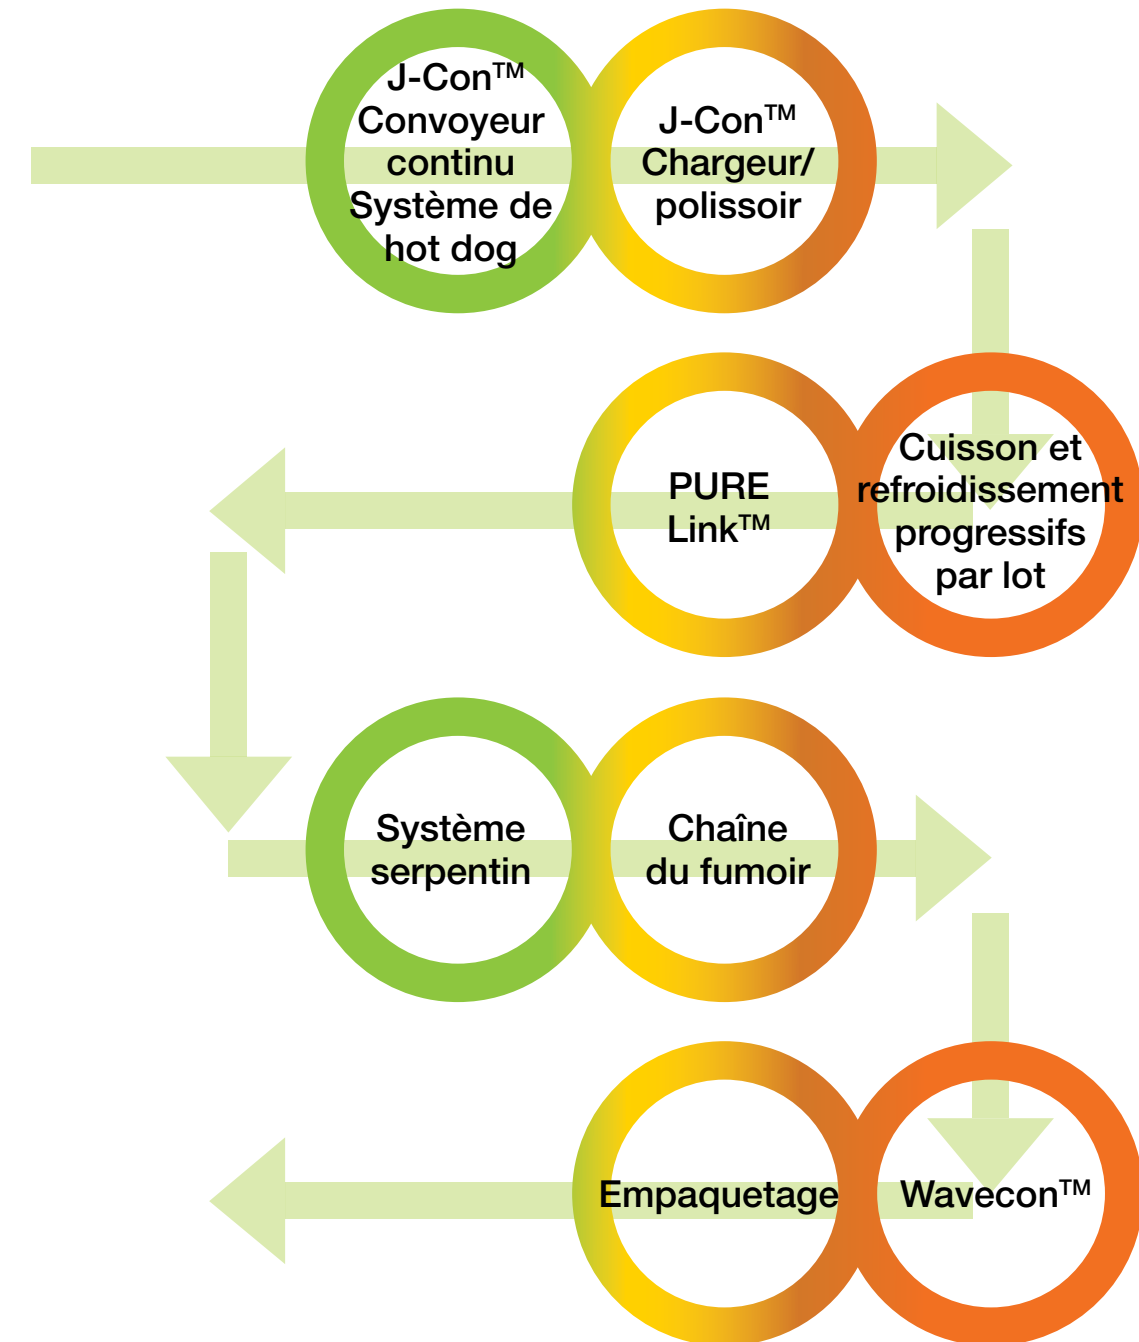 J-Con™
Convoyeur
continu
Système de
hot dog
J-Con™
Chargeur/
polissoir
PURE
Link™
Cuisson et
refroidissement
progressifs
par lot
Système
serpentin
Chaîne
du fumoir
Empaquetage
Wavecon™